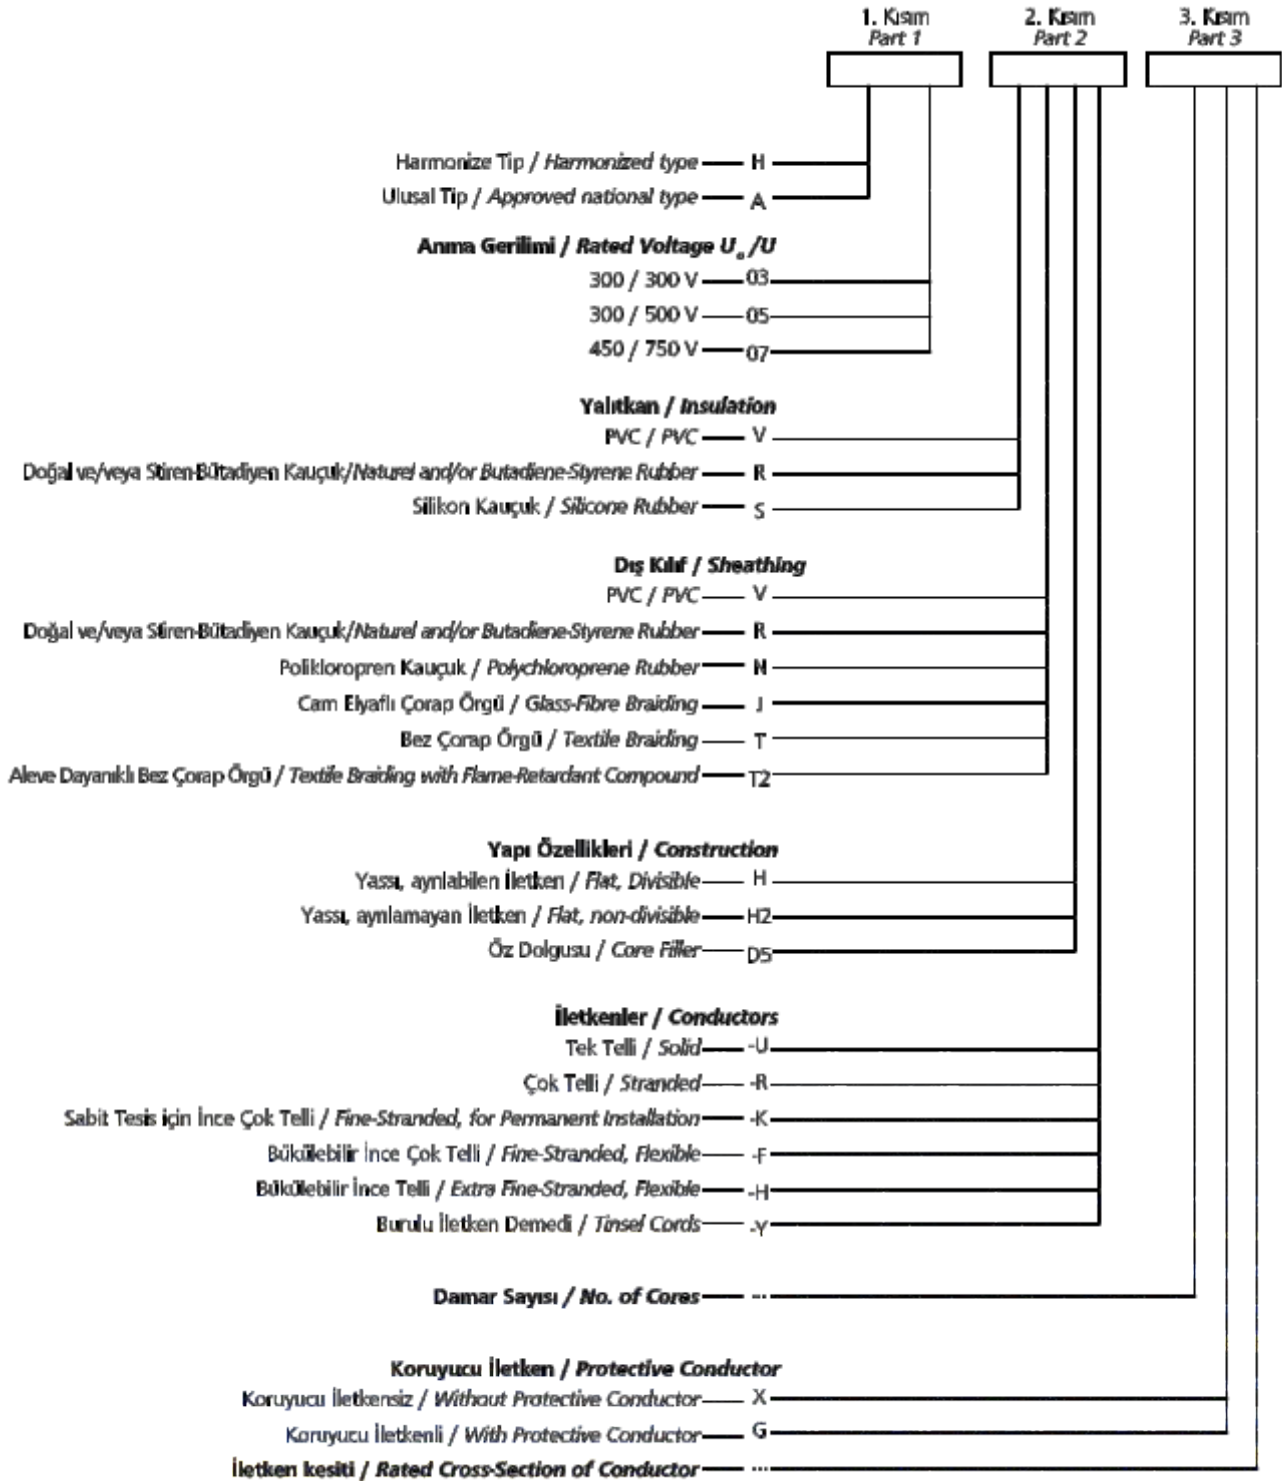 1. Kısım 2. Kısım 3. Kısım
Part 1 Part 2 Part 3
Harmonize Tip / Harmonized type H
Ulusal Tip / Approved national type A
Anma Gerilimi / Rated Voltage U₀ /U
300 / 300 V 03
300 / 500 V 05
450 / 750 V 07
Yalıtkan / Insulation
PVC / PVC V
Doğal ve/veya Stiren-Bütadiyen Kauçuk/Naturel and/or Butadiene-Styrene Rubber R
Silikon Kauçuk / Silicone Rubber S
Dış Kılıf / Sheathing
PVC / PVC V
Doğal ve/veya Stiren-Bütadiyen Kauçuk/Naturel and/or Butadiene-Styrene Rubber R
Polikloropren Kauçuk / Polychloroprene Rubber N
Cam Elyaflı Çorap Örgü / Glass-Fibre Braiding J
Bez Çorap Örgü / Textile Braiding T
Aleve Dayanıklı Bez Çorap Örgü / Textile Braiding with Flame-Retardant Compound T2
Yapı Özellikleri / Construction
Yassı, ayrılabilen İletken / Flat, Divisible H
Yassı, ayrılamayan İletken / Flat, non-divisible H2
Öz Dolgusu / Core Filler D5
İletkenler / Conductors
Tek Telli / Solid -U
Çok Telli / Stranded -R
Sabit Tesis için İnce Çok Telli / Fine-Stranded, for Permanent Installation -K
Bükülebilir İnce Çok Telli / Fine-Stranded, Flexible -F
Bükülebilir İnce Telli / Extra Fine-Stranded, Flexible -H
Burulu İletken Demedi / Tinsel Cords -Y
Damar Sayısı / No. of Cores ...
Koruyucu İletken / Protective Conductor
Koruyucu İletkensiz / Without Protective Conductor X
Koruyucu İletkenli / With Protective Conductor G
İletken kesiti / Rated Cross-Section of Conductor ...